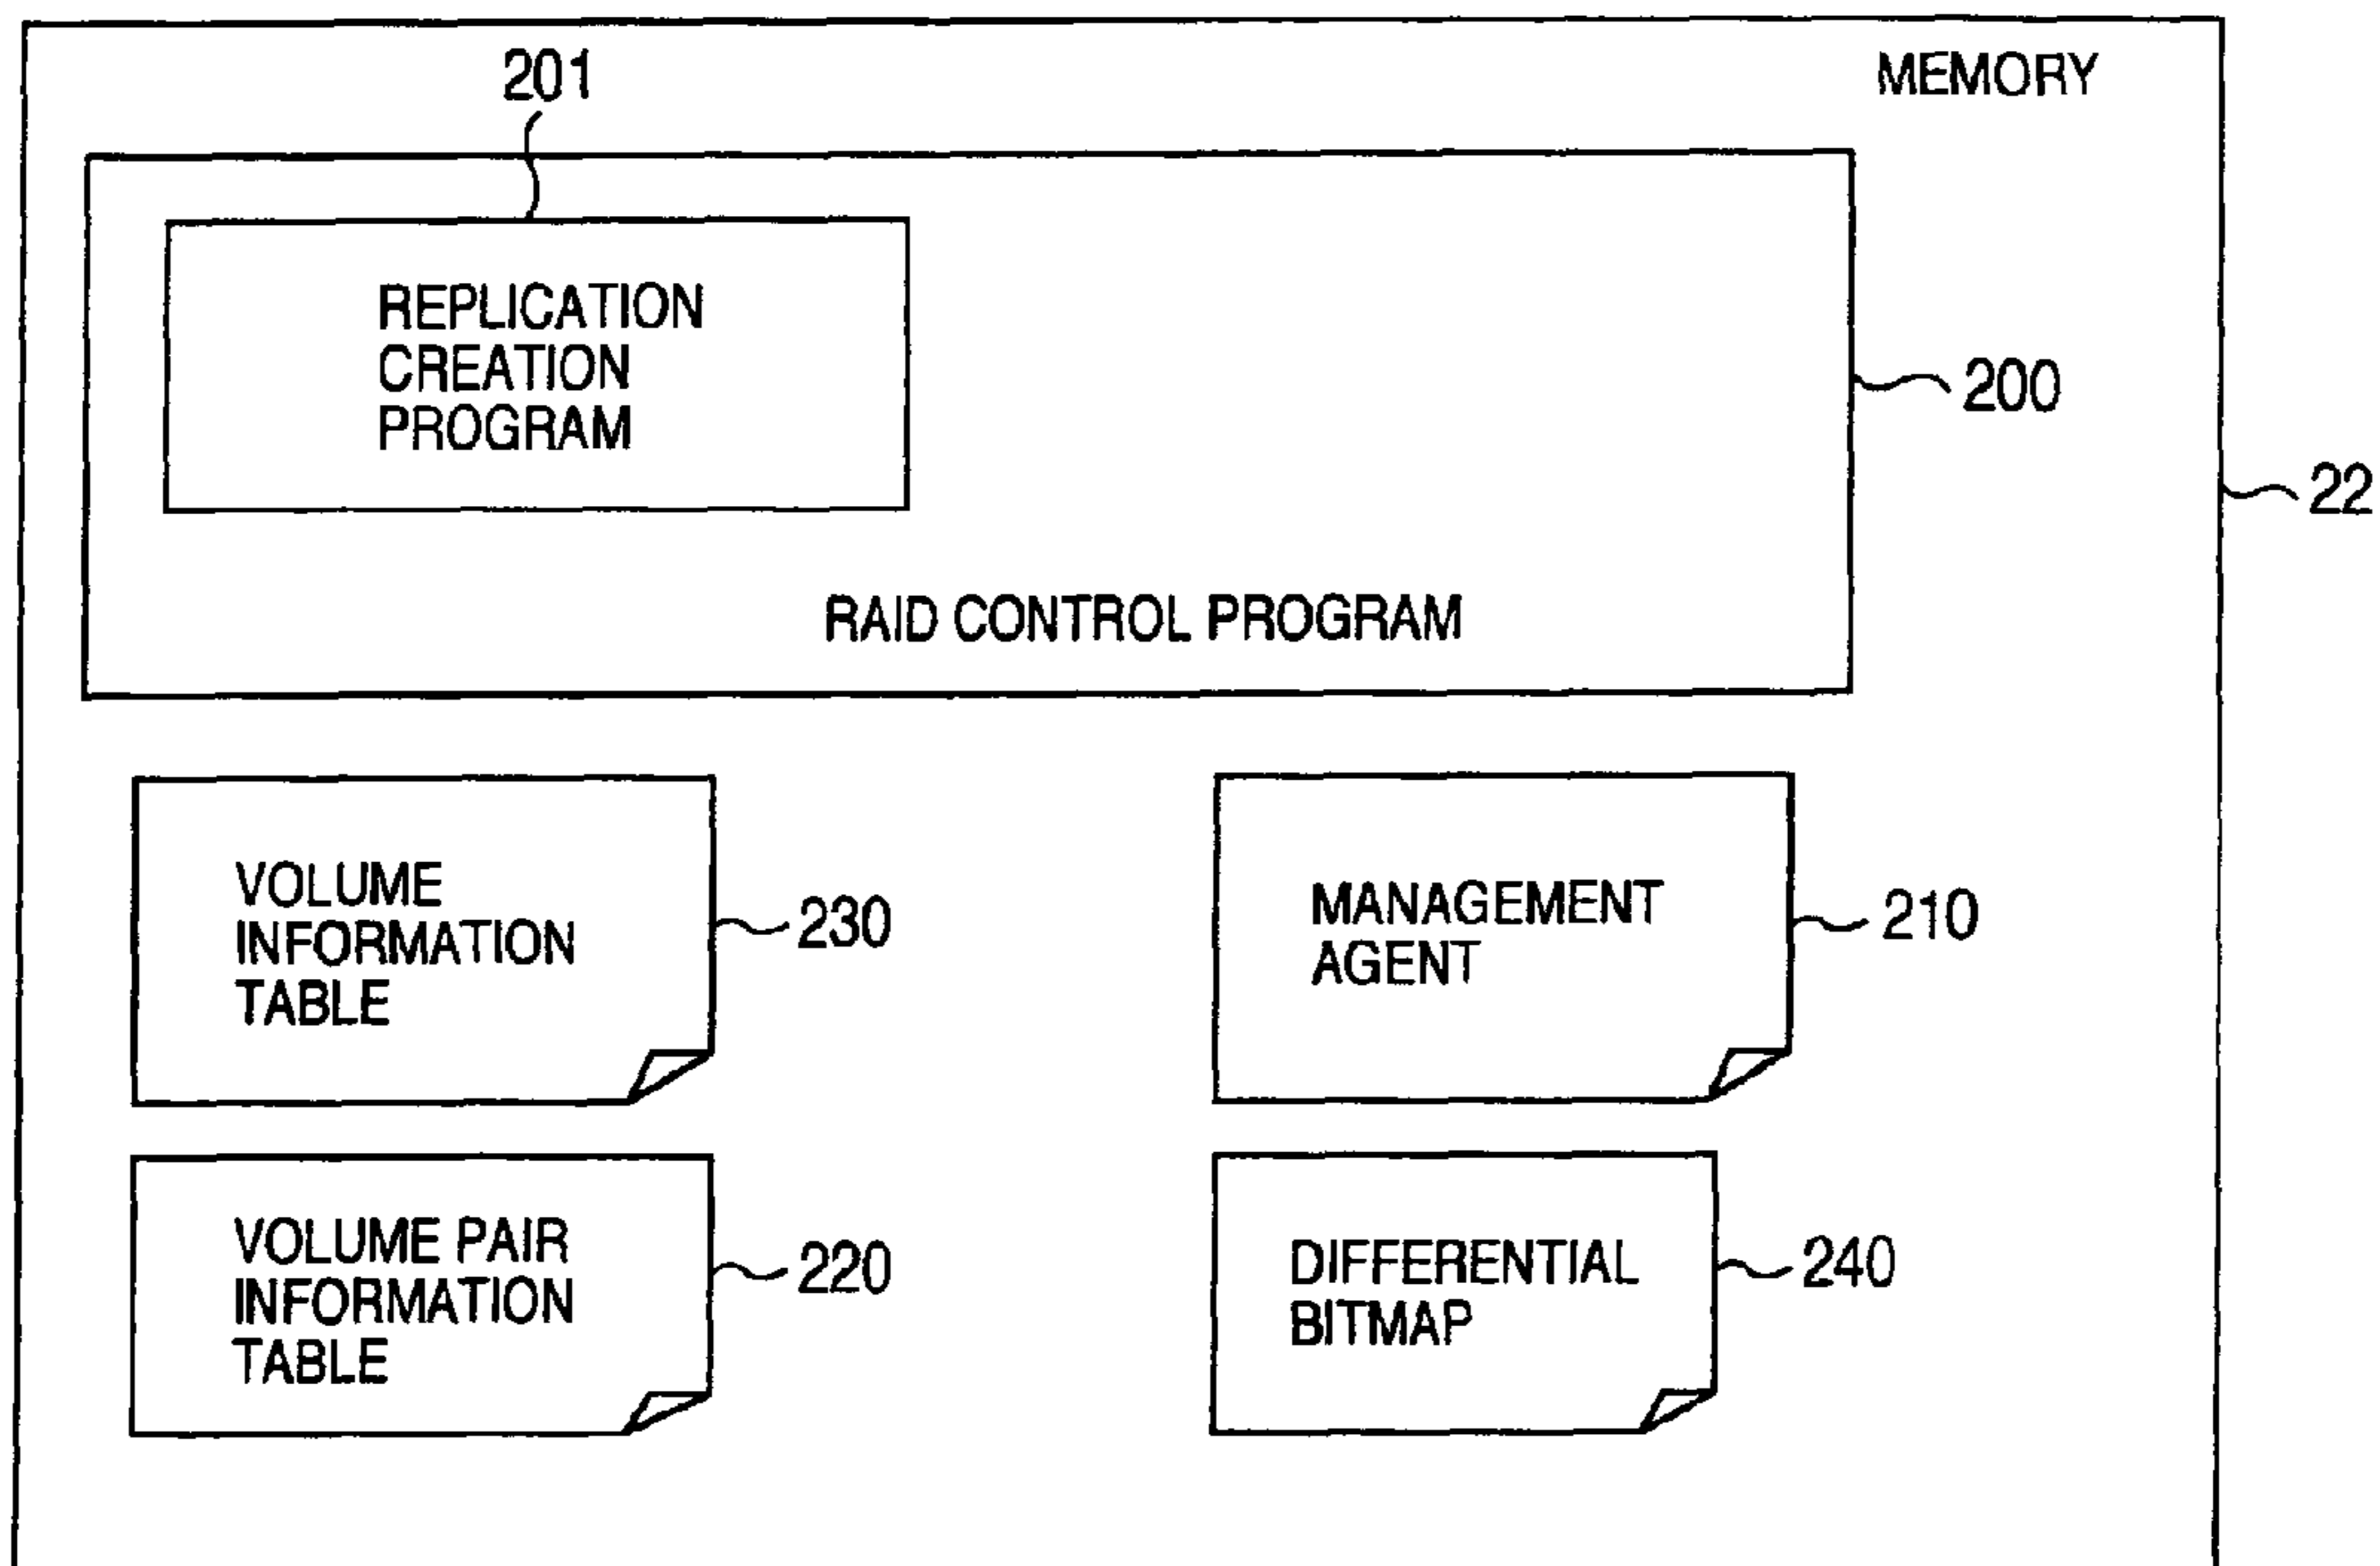 MEMORY
201
REPLICATION
CREATION
PROGRAM
200
22
RAID CONTROL PROGRAM
VOLUME
INFORMATION
TABLE
230
MANAGEMENT
AGENT
210
VOLUME PAIR
INFORMATION
TABLE
220
DIFFERENTIAL
BITMAP
240